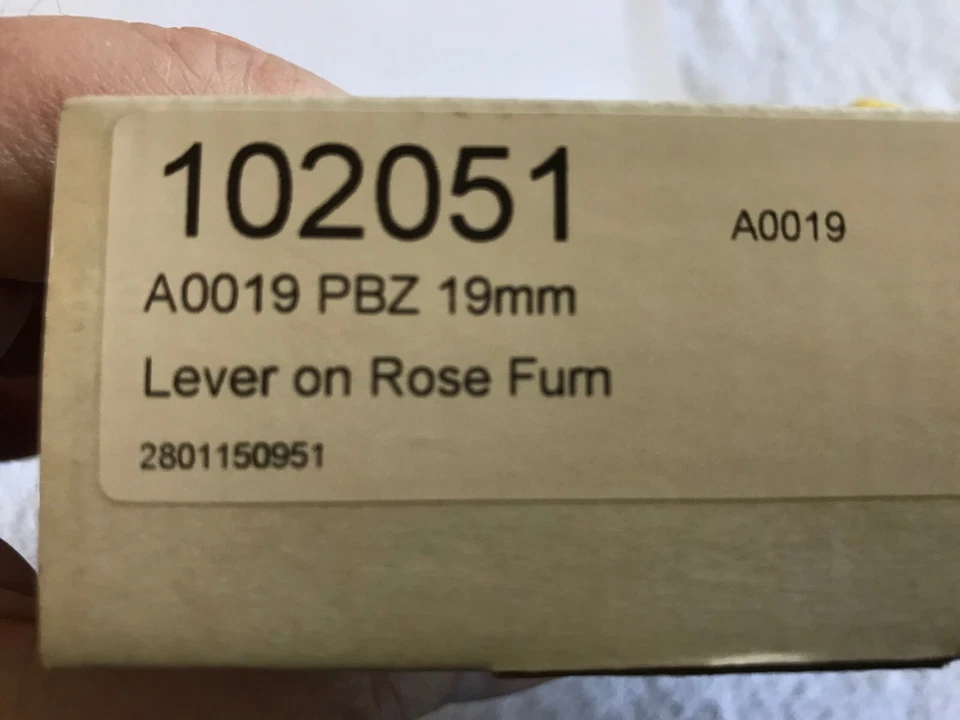 102051
A0019
A0019 PBZ 19mm
Lever on Rose Furn
2801150951